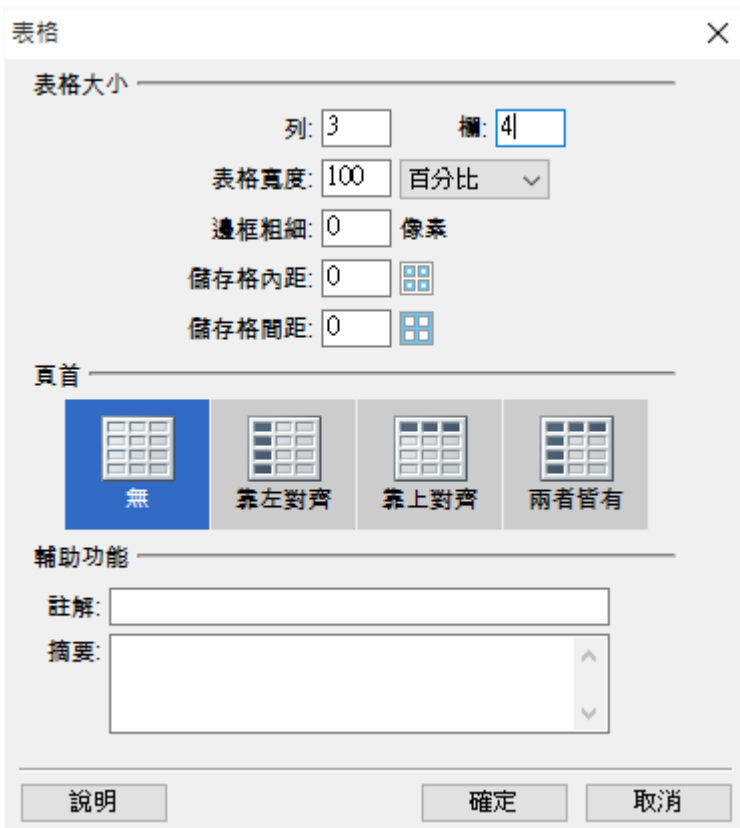 表格
表格大小
列: 3 欄: 4
表格寬度: 100 百分比
邊框粗細: 0 像素
儲存格內距: 0
儲存格間距: 0
頁首
無 靠左對齊 靠上對齊 兩者皆有
輔助功能
註解:
摘要:
說明 確定 取消